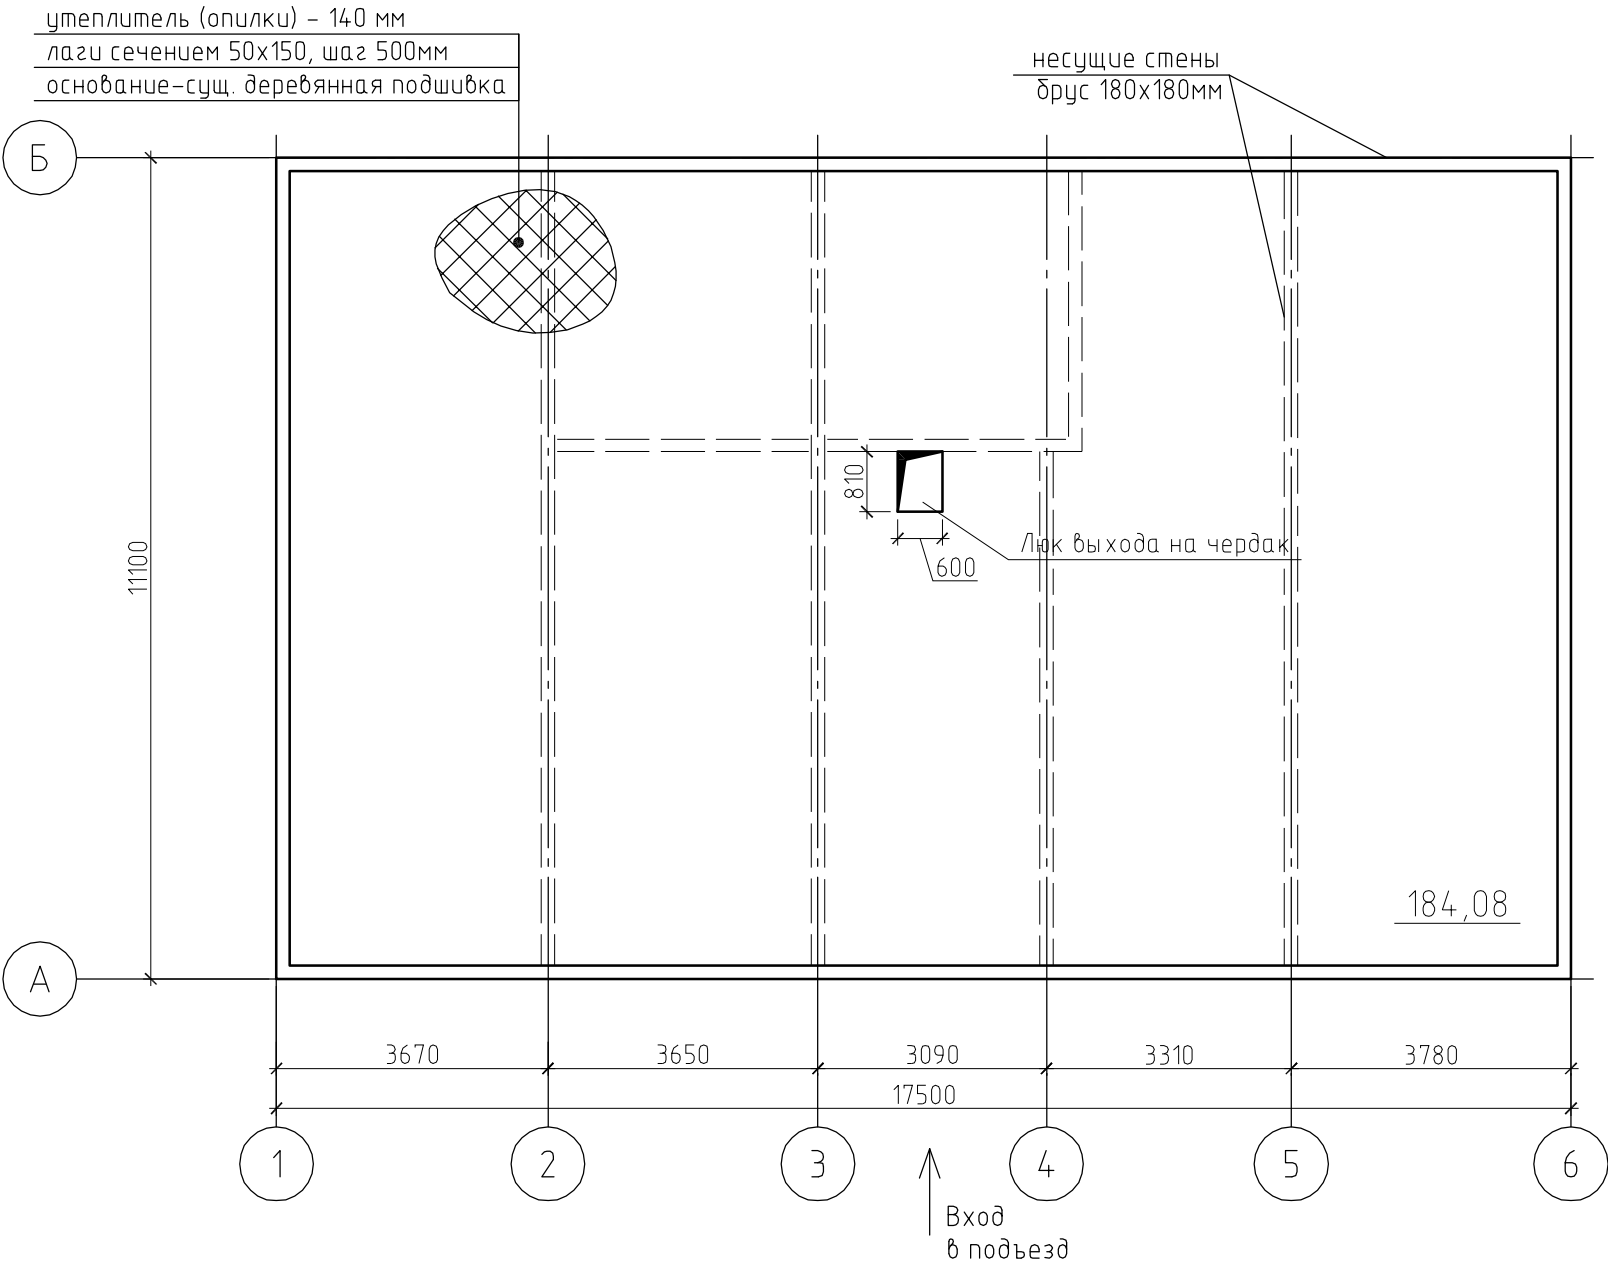 утеплитель (опилки) - 140 мм
лаги сечением 50х150, шаг 500мм
основание-сущ. деревянная подшивка
несущие стены
брус 180х180мм
Б
810
Люк выхода на чердак
600
11100
184,08
А
3670
3650
3090
3310
3780
17500
1
2
3
4
5
6
Вход
в подъезд